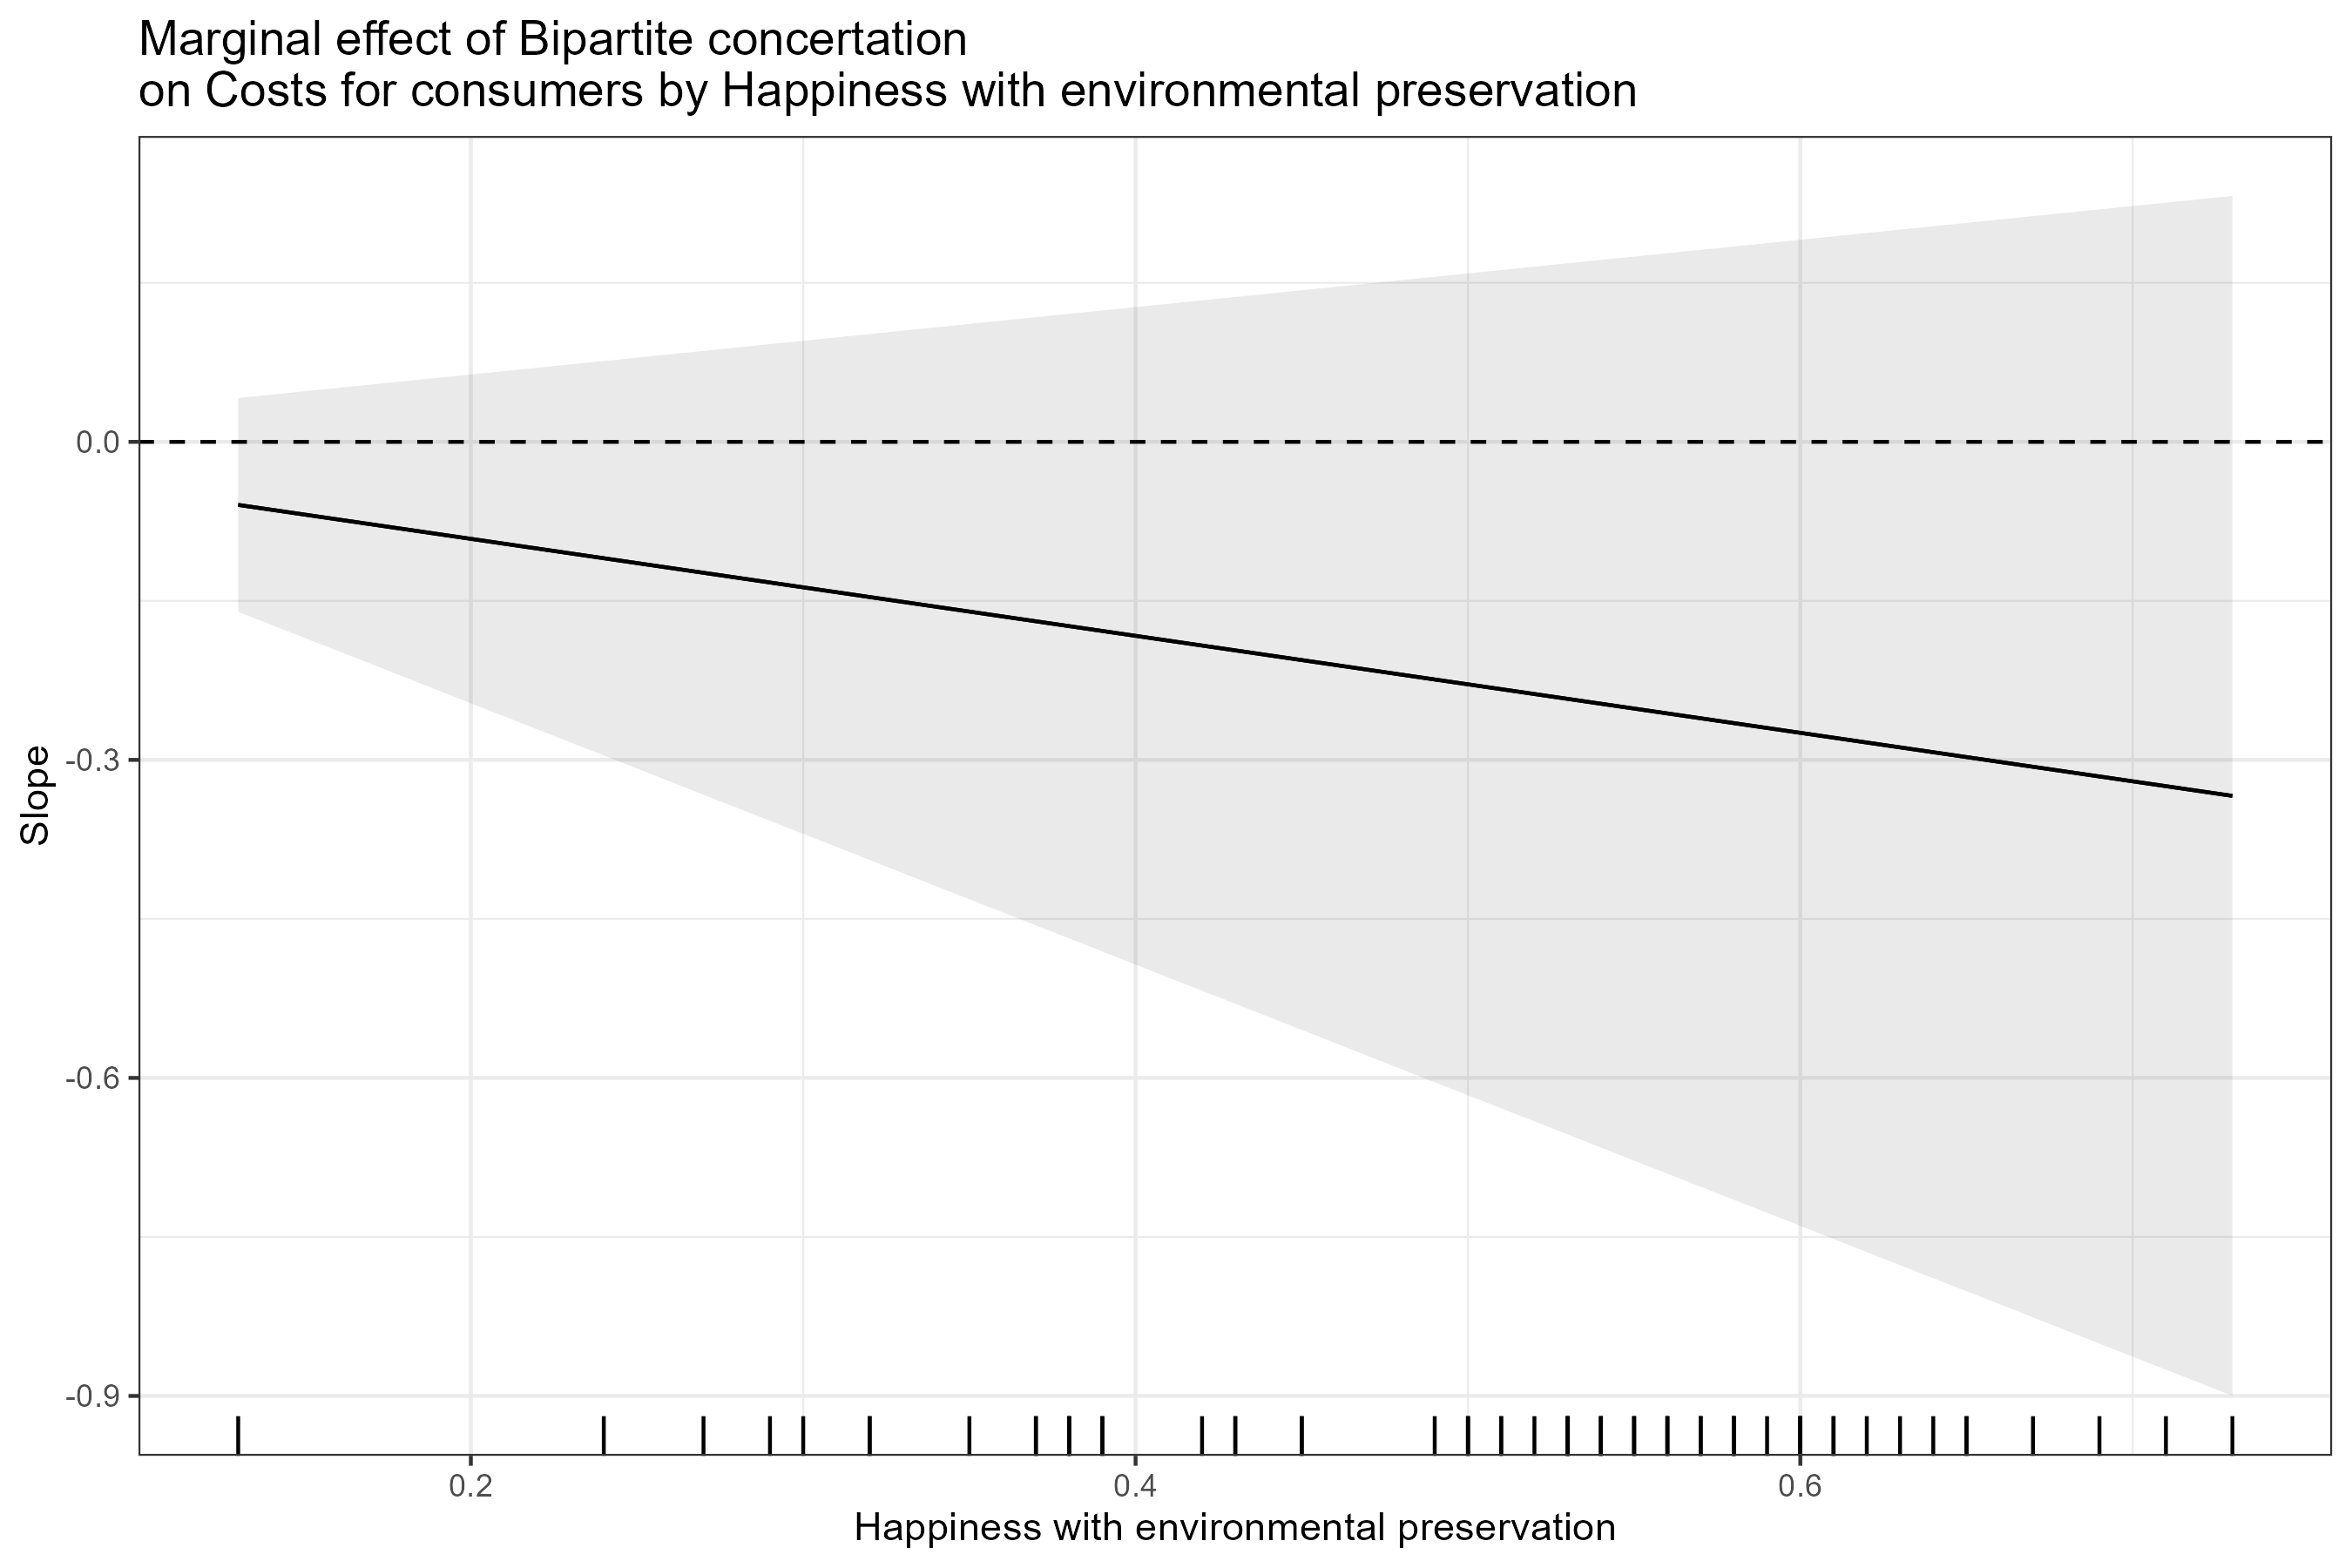 Marginal effect of Bipartite concertation
on Costs for consumers by Happiness with environmental preservation
Slope
0.0
-0.3
-0.6
-0.9
0.2
0.4
0.6
Happiness with environmental preservation